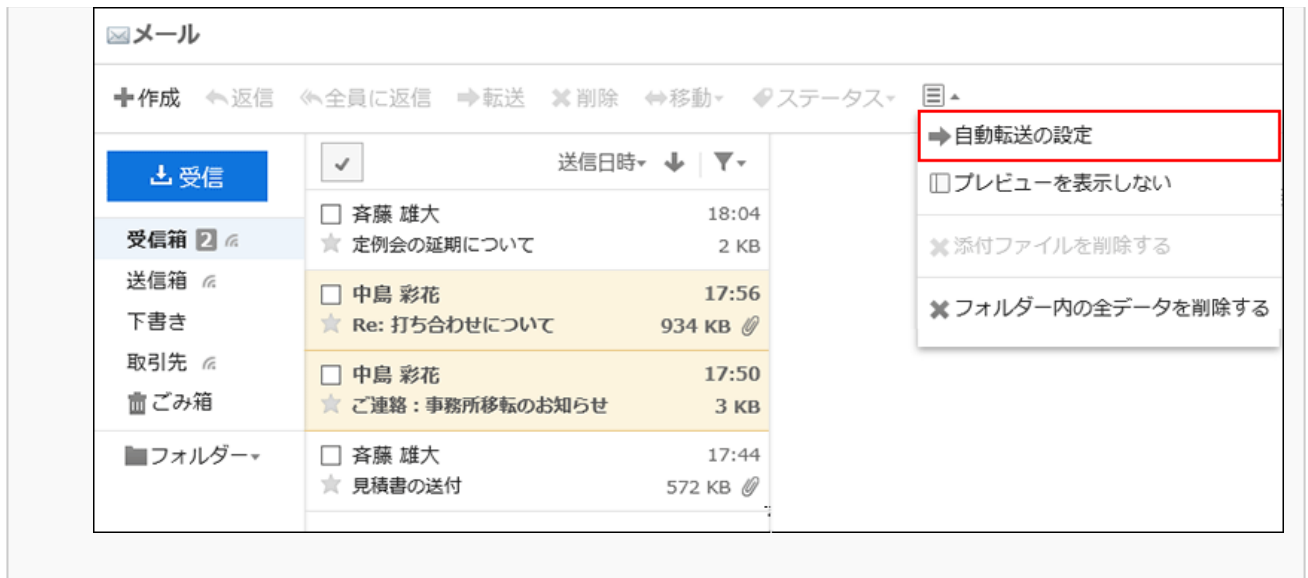 メール
作成 返信 全員に返信 転送 削除 移動 ステータス
自動転送の設定
プレビューを表示しない
添付ファイルを削除する
フォルダー内の全データを削除する
受信
受信箱 2
送信箱
下書き
取引先
ごみ箱
フォルダー
送信日時
斉藤 雄大 18:04
定例会の延期について 2 KB
中島 彩花 17:56
Re: 打ち合わせについて 934 KB
中島 彩花 17:50
ご連絡：事務所移転のお知らせ 3 KB
斉藤 雄大 17:44
見積書の送付 572 KB